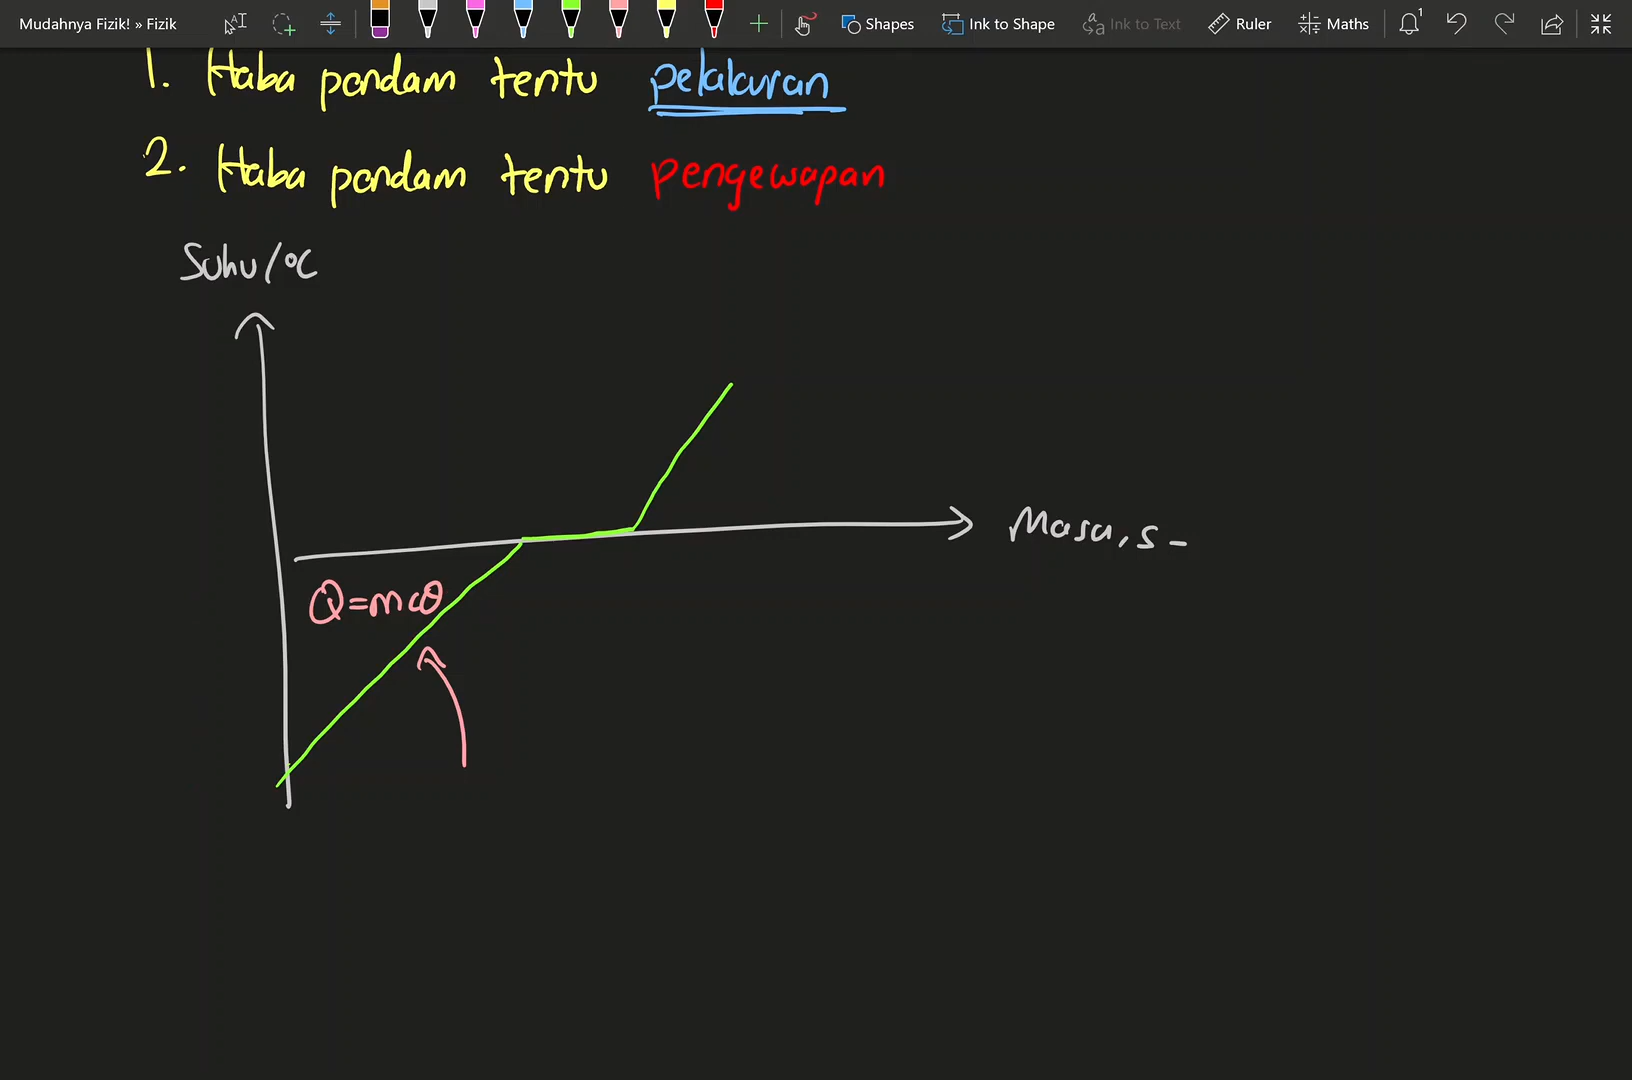 Mudahnya Fizik! » Fizik
Shapes
Ink to Shape
Ink to Text
Ruler
Maths
1
1. Haba pendam tentu pelakuran
2. Haba pendam tentu pengewapan
Suhu/°C
Masa, s -
Q=mcθ